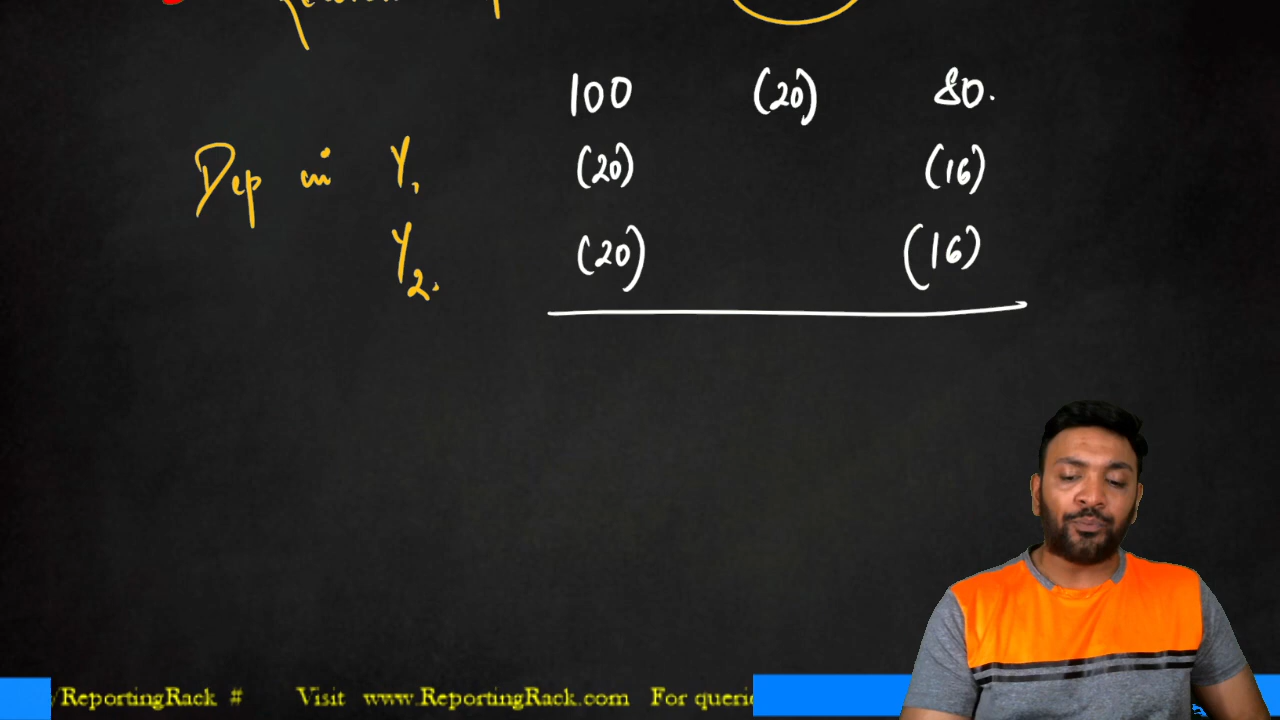 100 (20) 80.
Dep in Y1 (20) (16)
Y2. (20) (16)
/ReportingRack # Visit www.ReportingRack.com For querie